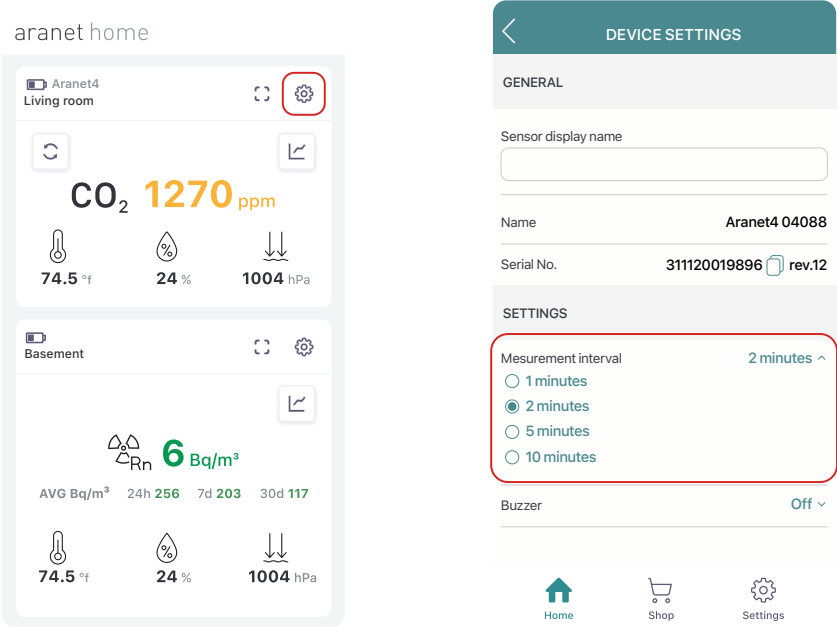 aranet home
Aranet4
Living room
CO2 1270 ppm
%
74.5 °f 24 % 1004 hPa
Basement
Rn 6 Bq/m³
AVG Bq/m³ 24h 256 7d 203 30d 117
%
74.5 °f 24 % 1004 hPa
DEVICE SETTINGS
GENERAL
Sensor display name
Name Aranet4 04088
Serial No. 311120019896 rev.12
SETTINGS
Mesurement interval 2 minutes
1 minutes
2 minutes
5 minutes
10 minutes
Buzzer Off
Home Shop Settings